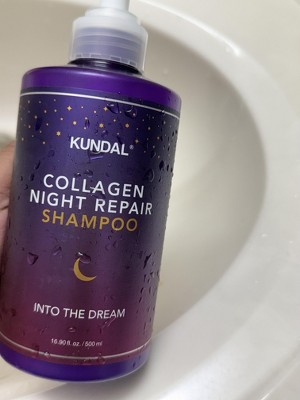 KUNDAL®
COLLAGEN
NIGHT REPAIR
SHAMPOO
INTO THE DREAM
16.90 fl. oz. / 500 ml